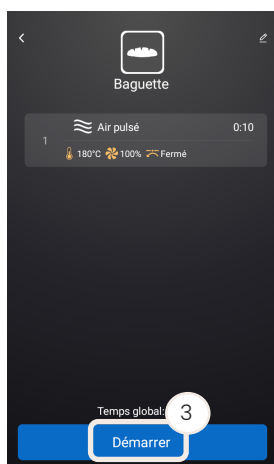 Baguette
1
Air pulsé 0:10
180°C 100% Fermé
Temps global:
3
Démarrer